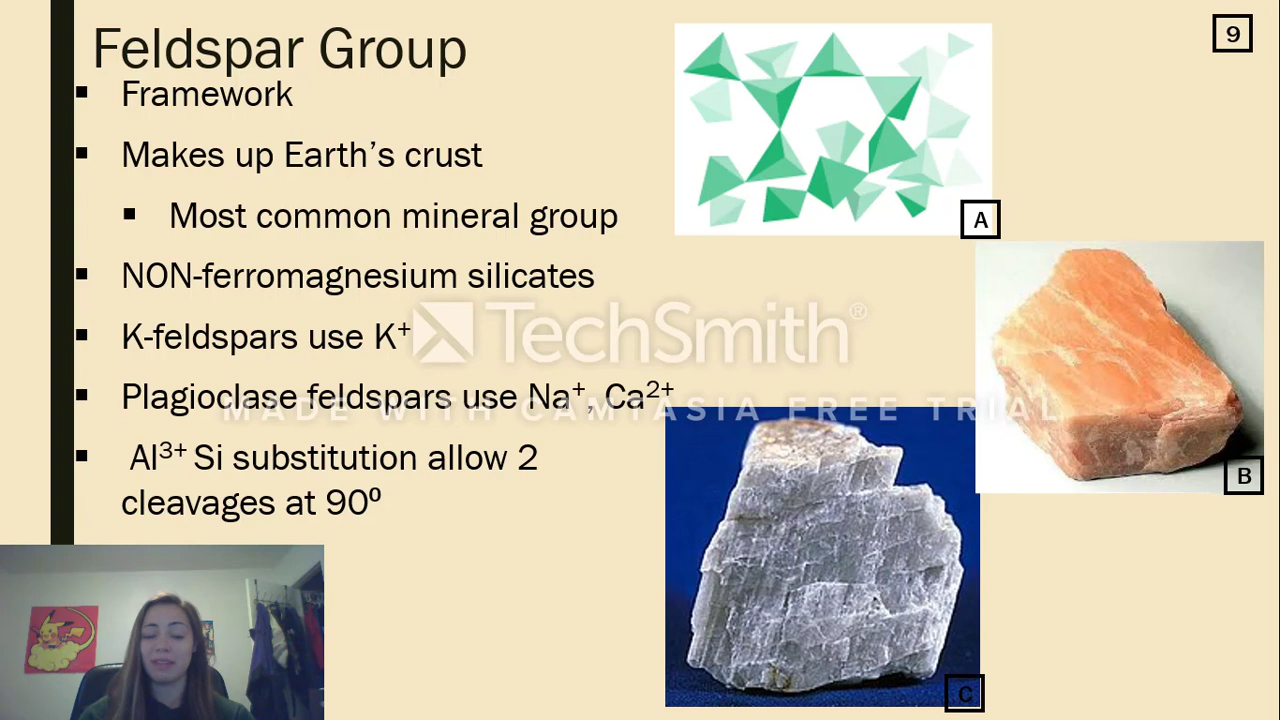 Feldspar Group
9
▪ Framework
▪ Makes up Earth's crust
▪ Most common mineral group
▪ NON-ferromagnesium silicates
▪ K-feldspars use K⁺
▪ Plagioclase feldspars use Na⁺, Ca²⁺
▪ Al³⁺ Si substitution allow 2
cleavages at 90⁰
A
B
C
TechSmith®
MADE WITH CAMTASIA FREE TRIAL